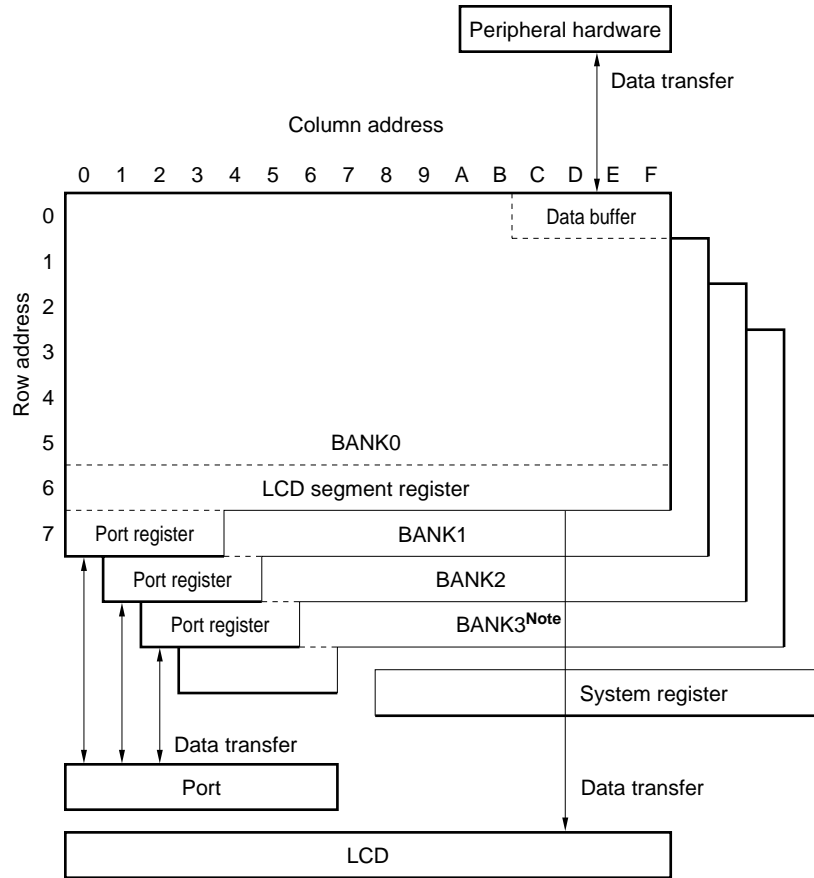 Peripheral hardware
Data transfer
Column address
0 1 2 3 4 5 6 7 8 9 A B C D E F
Row address
0
Data buffer
1
2
3
4
5
BANK0
6
LCD segment register
7
Port register
BANK1
Port register
BANK2
Port register
BANK3Note
System register
Data transfer
Port
Data transfer
LCD